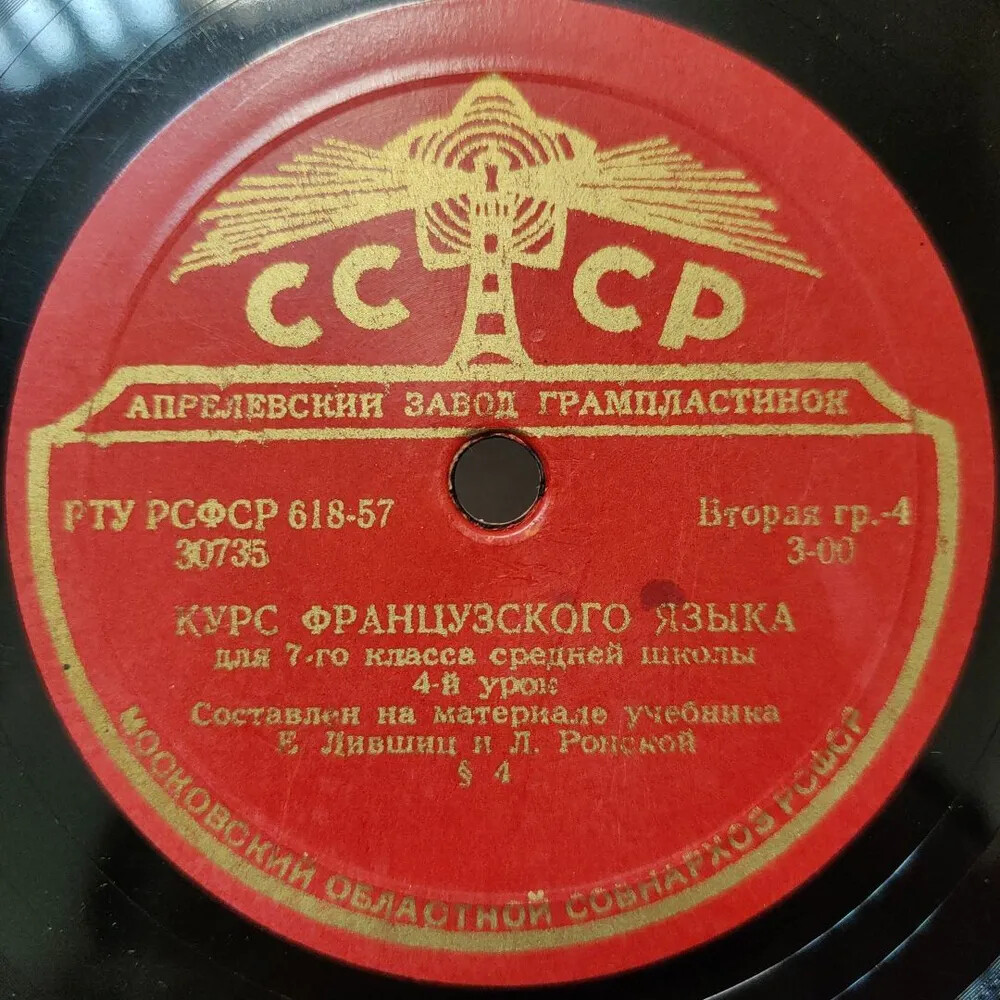 СССР
АПРЕЛЕВСКИЙ ЗАВОД ГРАМПЛАСТИНОК
РТУ РСФСР 618-57
30735
Вторая гр.-4
3-00
КУРС ФРАНЦУЗСКОГО ЯЗЫКА
для 7-го класса средней школы
4-й урок
Составлен на материале учебника
Е Лившиц и Л. Ронской
§ 4
МОСКОВСКИЙ ОБЛАСТНОЙ СОВНАРХОЗ РСФСР